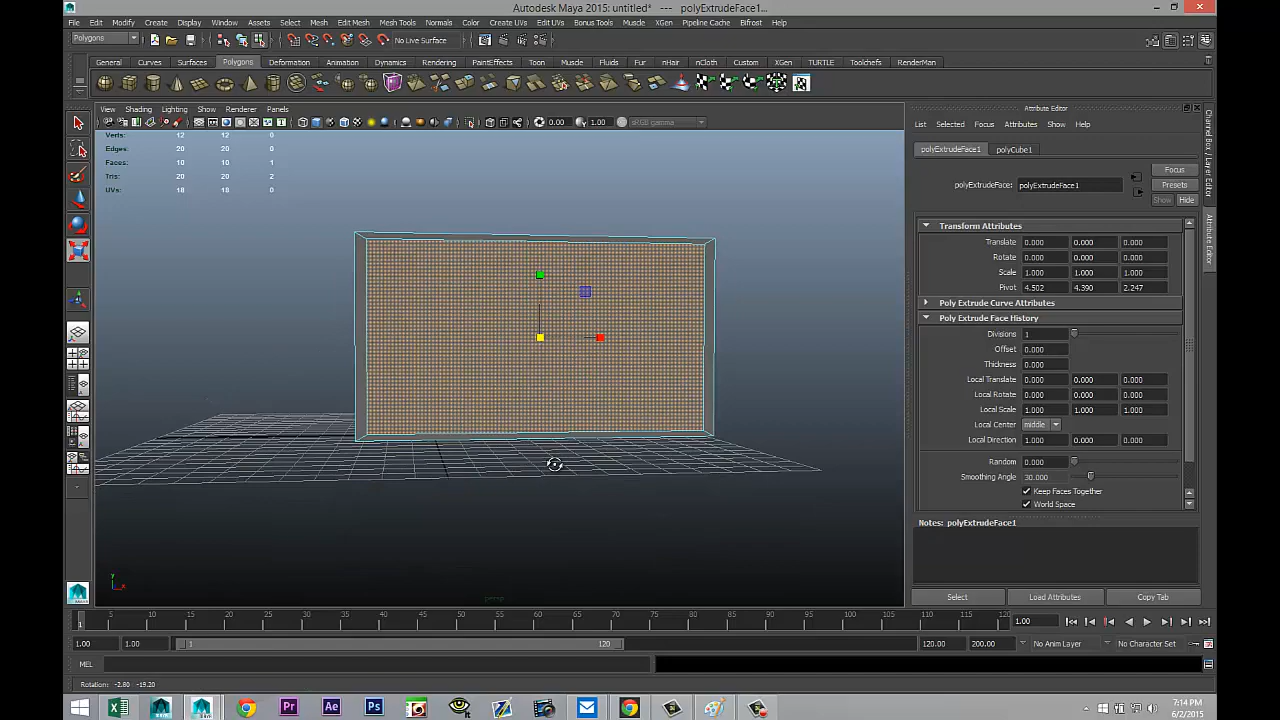 Autodesk Maya 2015: untitled*   ---   polyExtrudeFace1...
File Edit Modify Create Display Window Assets Select Mesh Edit Mesh Mesh Tools Normals Color Create UVs Edit UVs Bonus Tools Muscle XGen Pipeline Cache Bifrost Help
Polygons No Live Surface
General Curves Surfaces Polygons Deformation Animation Dynamics Rendering PaintEffects Toon Muscle Fluids Fur nHair nCloth Custom XGen TURTLE Toolchefs RenderMan
View Shading Lighting Show Renderer Panels
0.00 1.00 sRGB gamma
Verts: 12 12 0
Edges: 20 20 0
Faces: 10 10 1
Tris: 20 20 2
UVs: 18 18 0
y
x
persp
Attribute Editor
List Selected Focus Attributes Show Help
polyExtrudeFace1 polyCube1
Focus
polyExtrudeFace: polyExtrudeFace1 Presets
Show Hide
Transform Attributes
Translate 0.000 0.000 0.000
Rotate 0.000 0.000 0.000
Scale 1.000 1.000 1.000
Pivot 4.502 4.390 2.247
Poly Extrude Curve Attributes
Poly Extrude Face History
Divisions 1
Offset 0.000
Thickness 0.000
Local Translate 0.000 0.000 0.000
Local Rotate 0.000 0.000 0.000
Local Scale 1.000 1.000 1.000
Local Center middle
Local Direction 1.000 0.000 0.000
Random 0.000
Smoothing Angle 30.000
Keep Faces Together
World Space
Notes: polyExtrudeFace1
Select Load Attributes Copy Tab
Channel Box / Layer Editor
Attribute Editor
1 5 10 15 20 25 30 35 40 45 50 55 60 65 70 75 80 85 90 95 100 105 110 115 120 1.00
1.00 1.00 1 120 120.00 200.00 No Anim Layer No Character Set
MEL
Rotation: -2.80 -19.20
7:14 PM
6/2/2015